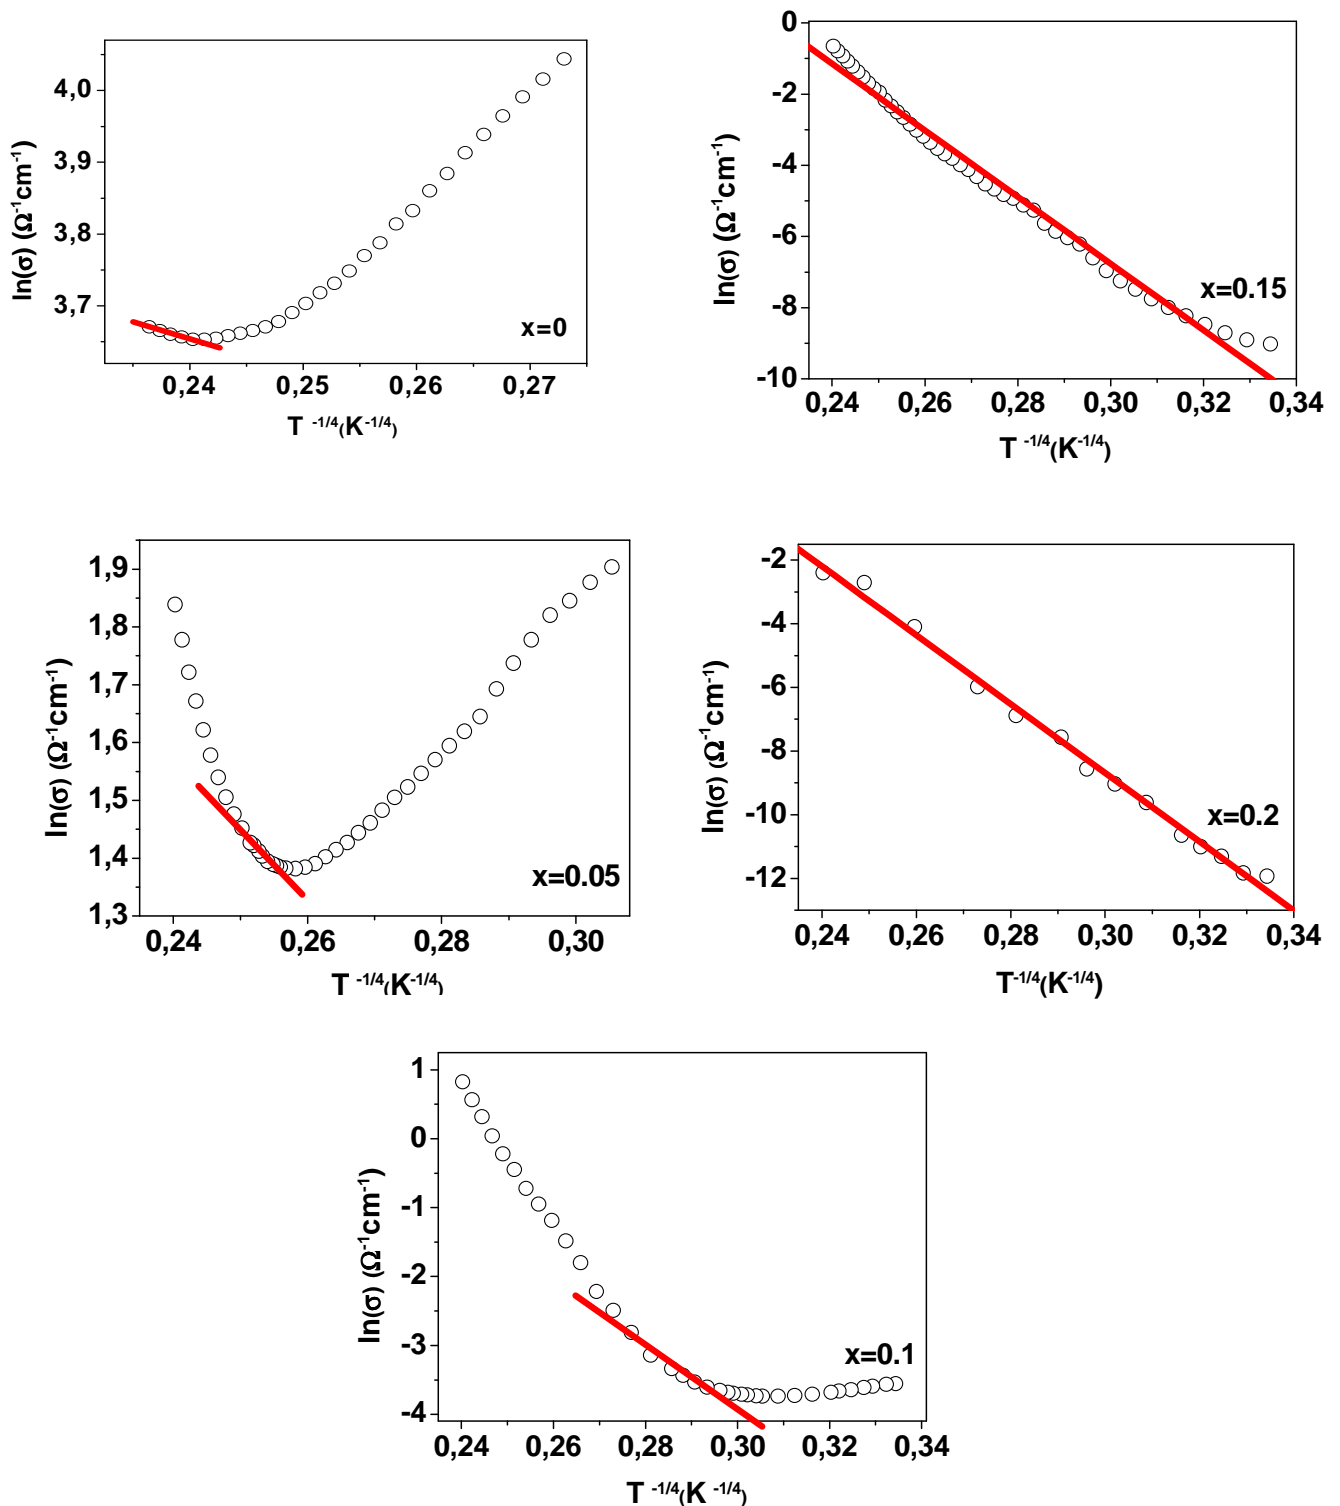 4,0
3,9
3,8
3,7
ln(σ) (Ω⁻¹cm⁻¹)
x=0
0,24 0,25 0,26 0,27
T ⁻¹/⁴(K⁻¹/⁴)
0
-2
-4
-6
-8
-10
ln(σ) (Ω⁻¹cm⁻¹)
x=0.15
0,24 0,26 0,28 0,30 0,32 0,34
T ⁻¹/⁴(K⁻¹/⁴)
1,9
1,8
1,7
1,6
1,5
1,4
1,3
ln(σ) (Ω⁻¹cm⁻¹)
x=0.05
0,24 0,26 0,28 0,30
T ⁻¹/⁴(K⁻¹/⁴)
-2
-4
-6
-8
-10
-12
ln(σ) (Ω⁻¹cm⁻¹)
x=0.2
0,24 0,26 0,28 0,30 0,32 0,34
T⁻¹/⁴(K⁻¹/⁴)
1
0
-1
-2
-3
-4
ln(σ) (Ω⁻¹cm⁻¹)
x=0.1
0,24 0,26 0,28 0,30 0,32 0,34
T ⁻¹/⁴(K ⁻¹/⁴)